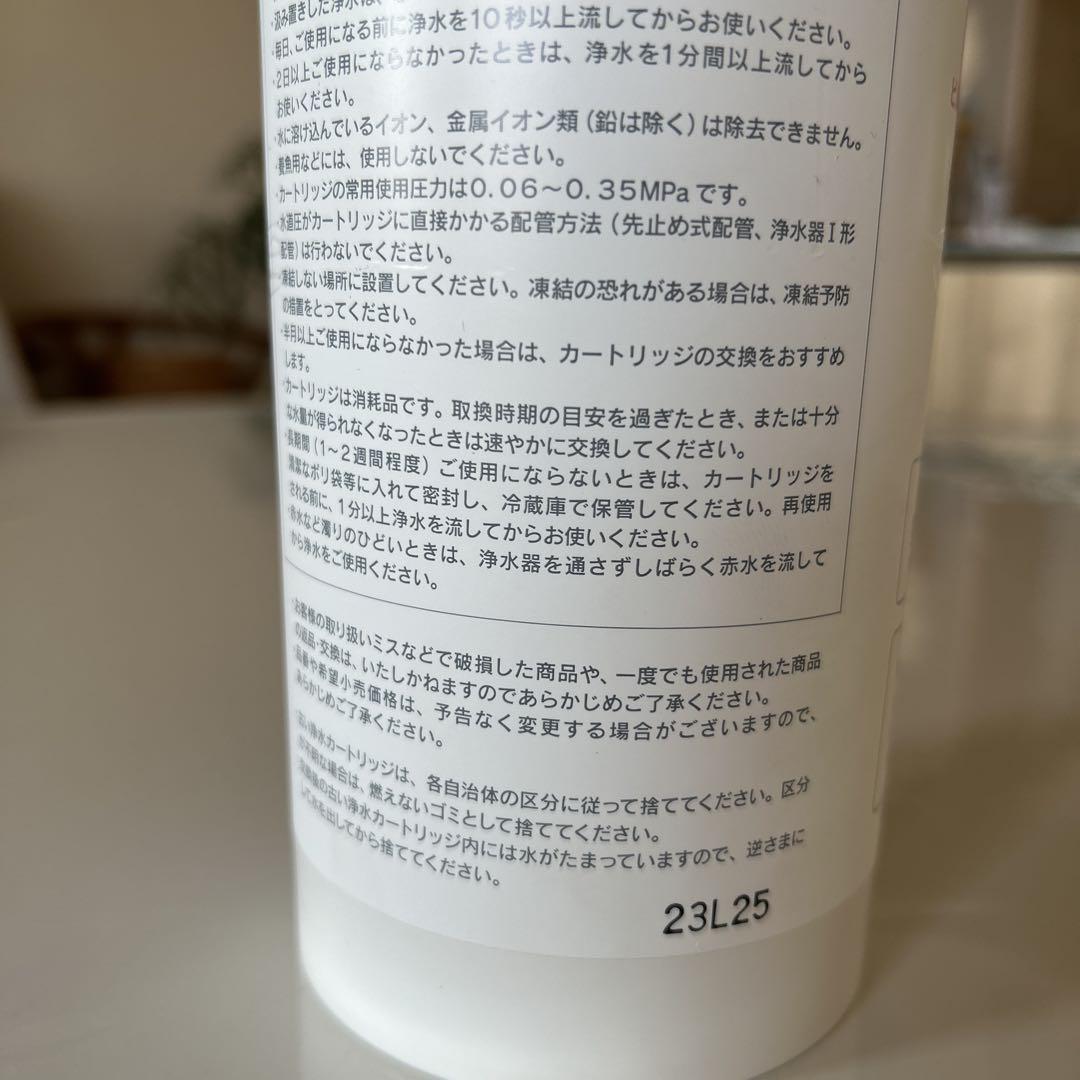 ・汲み置きした浄水は、
・毎日、ご使用になる前に浄水を10秒以上流してからお使いください。
・2日以上ご使用にならなかったときは、浄水を1分間以上流してから
お使いください。
・水に溶け込んでいるイオン、金属イオン類（鉛は除く）は除去できません。
・養魚用などには、使用しないでください。
・カートリッジの常用使用圧力は0.06～0.35MPaです。
・水道圧がカートリッジに直接かかる配管方法（先止め式配管、浄水器Ⅰ形
配管）は行わないでください。
・凍結しない場所に設置してください。凍結の恐れがある場合は、凍結予防
の措置をとってください。
・半月以上ご使用にならなかった場合は、カートリッジの交換をおすすめ
します。
・カートリッジは消耗品です。取換時期の目安を過ぎたとき、または十分
な水量が得られなくなったときは速やかに交換してください。
・長期間（1～2週間程度）ご使用にならないときは、カートリッジを
清潔なポリ袋等に入れて密封し、冷蔵庫で保管してください。再使用
される前に、1分以上浄水を流してからお使いください。
・赤水など濁りのひどいときは、浄水器を通さずしばらく赤水を流して
から浄水をご使用ください。
・お客様の取り扱いミスなどで破損した商品や、一度でも使用された商品
の返品・交換は、いたしかねますのであらかじめご了承ください。
・品番や希望小売価格は、予告なく変更する場合がございますので、
あらかじめご了承ください。
・古い浄水カートリッジは、各自治体の区分に従って捨ててください。区分
が不明な場合は、燃えないゴミとして捨ててください。
・交換後の古い浄水カートリッジ内には水がたまっていますので、逆さまに
して水を出してから捨ててください。
23L25